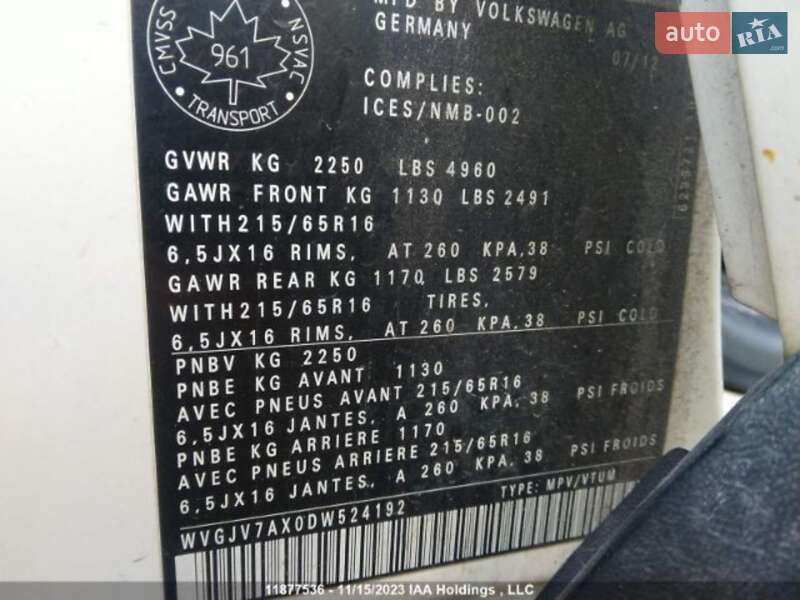 CMVSS
NSVAC
961
TRANSPORT
MFD BY VOLKSWAGEN AG
GERMANY
07/12
auto RIA.com
COMPLIES:
ICES/NMB-002
GVWR KG 2250 LBS 4960
GAWR FRONT KG 1130 LBS 2491
WITH215/65R16
6,5JX16 RIMS, AT 260 KPA,38 PSI COLD
GAWR REAR KG 1170 LBS 2579
WITH215/65R16 TIRES,
6,5JX16 RIMS, AT 260 KPA,38 PSI COLD
PNBV KG 2250
PNBE KG AVANT 1130
AVEC PNEUS AVANT 215/65R16
6,5JX16 JANTES, A 260 KPA, 38 PSI FROIDS
PNBE KG ARRIERE 1170
AVEC PNEUS ARRIERE 215/65R16
6,5JX16 JANTES, A 260 KPA, 38 PSI FROIDS
TYPE: MPV/VTUM
WVGJV7AX0DW524192
11877536 - 11/15/2023 IAA Holdings , LLC